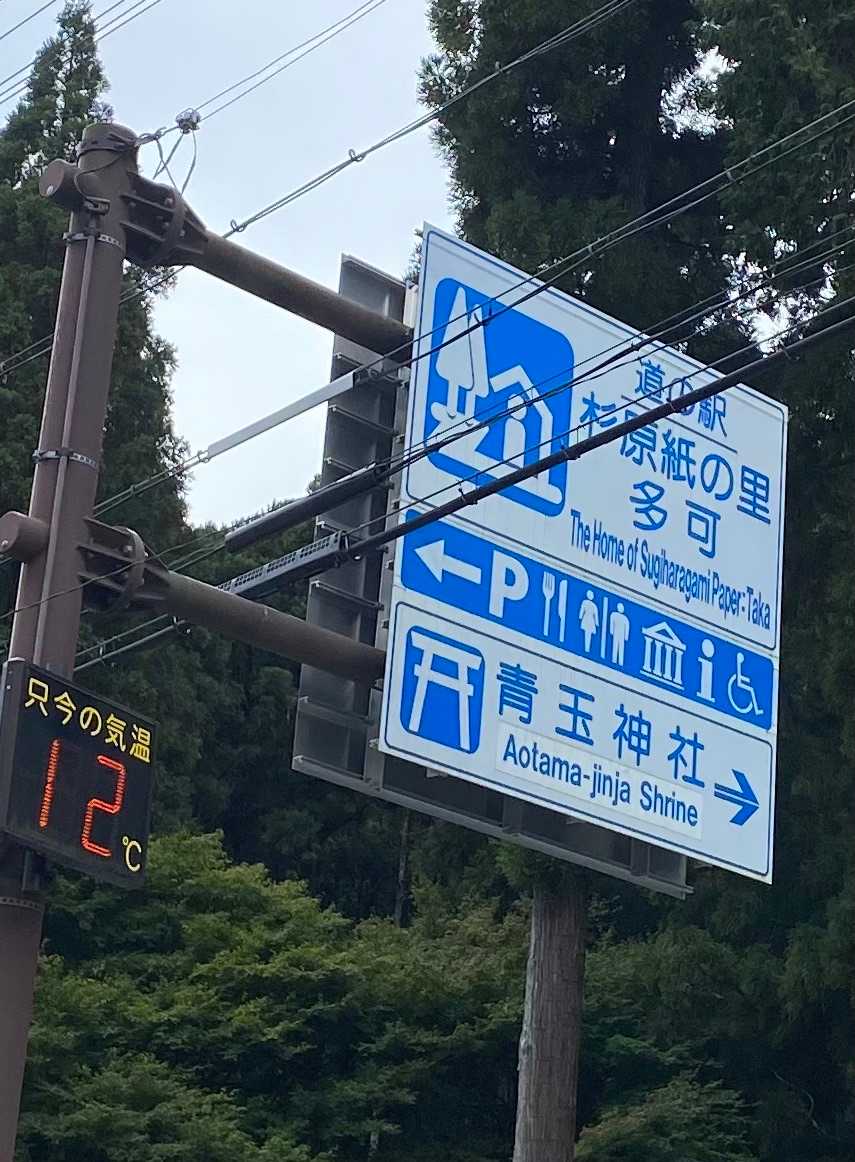 道の駅
杉原紙の里
多可
The Home of Sugiharagami Paper:Taka
P
i
青玉神社
Aotama-jinja Shrine
只今の気温
12
℃